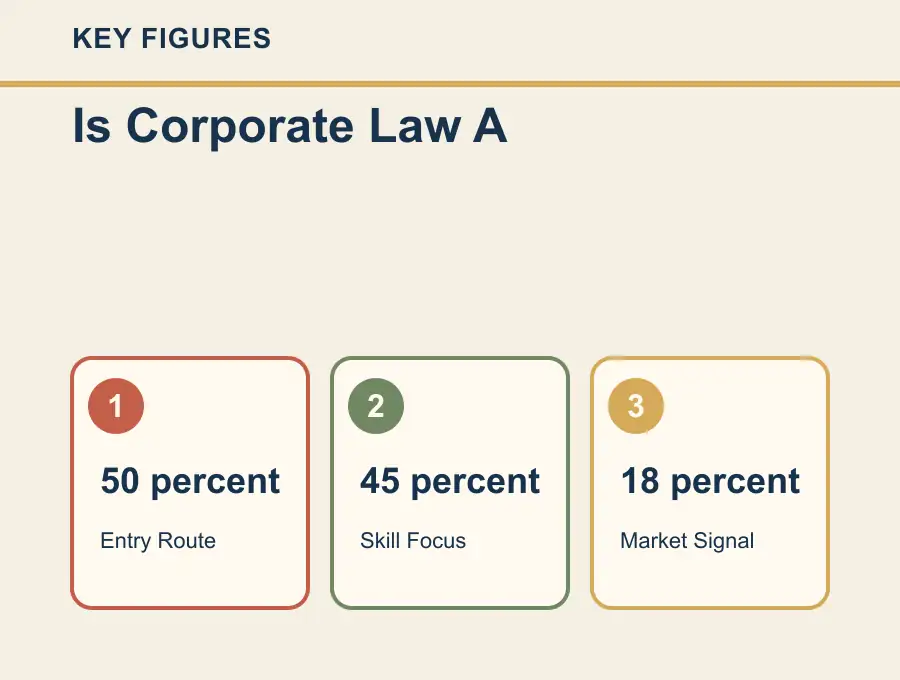 KEY FIGURES
Is Corporate Law A
1
2
3
50 percent
45 percent
18 percent
Entry Route
Skill Focus
Market Signal